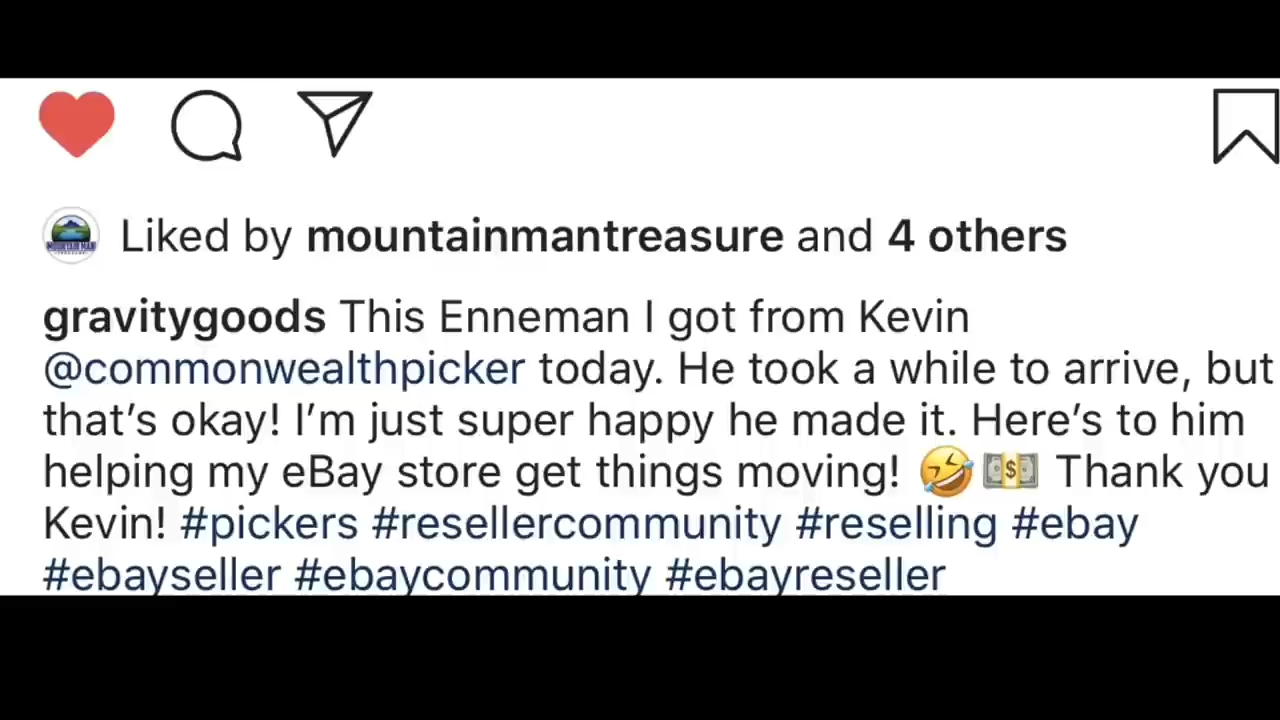 Liked by mountainmantreasure and 4 others
gravitygoods This Enneman I got from Kevin
@commonwealthpicker today. He took a while to arrive, but
that’s okay! I’m just super happy he made it. Here’s to him
helping my eBay store get things moving! 🤣💵 Thank you
Kevin! #pickers #resellercommunity #reselling #ebay
#ebayseller #ebaycommunity #ebayreseller